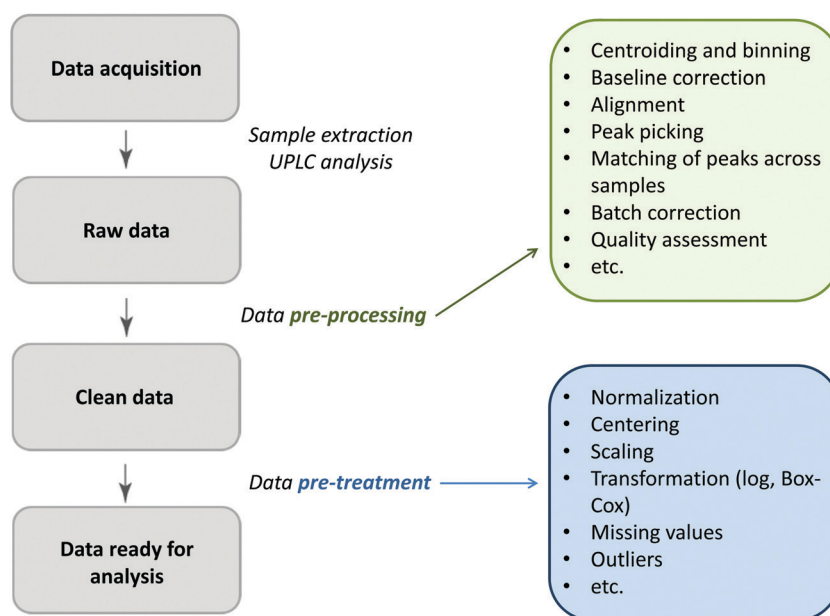 Data acquisition
Sample extraction
UPLC analysis
Raw data
Data pre-processing
Clean data
Data pre-treatment
Data ready for
analysis
• Centroiding and binning
• Baseline correction
• Alignment
• Peak picking
• Matching of peaks across
samples
• Batch correction
• Quality assessment
• etc.
• Normalization
• Centering
• Scaling
• Transformation (log, Box-
Cox)
• Missing values
• Outliers
• etc.